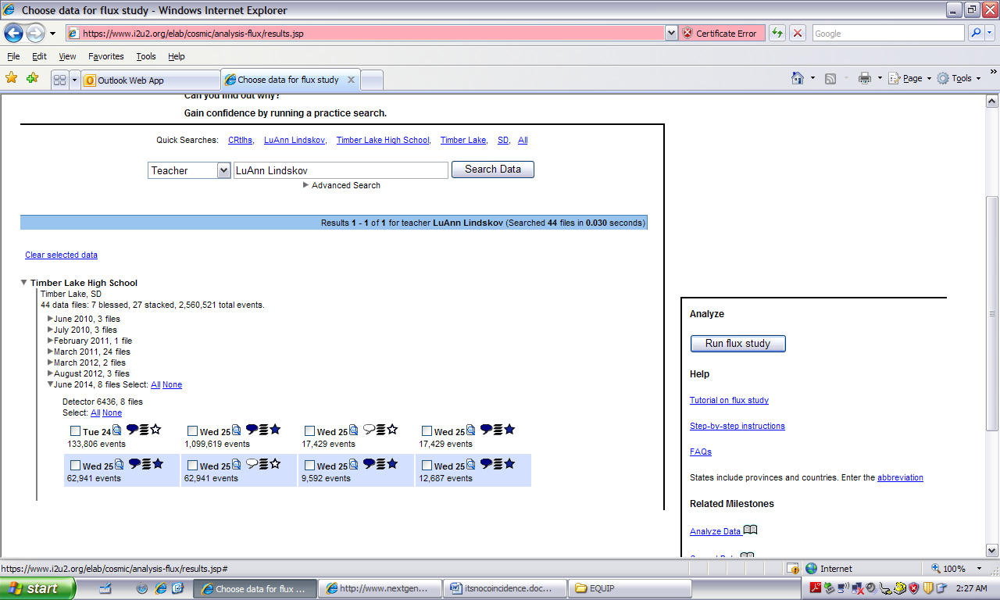 Choose data for flux study - Windows Internet Explorer
https://www.i2u2.org/elab/cosmic/analysis-flux/results.jsp Certificate Error Google
File Edit View Favorites Tools Help
Outlook Web App Choose data for flux study Page Tools
Can you find out why?
Gain confidence by running a practice search.
Quick Searches: CRtlhs, LuAnn Lindskov, Timber Lake High School, Timber Lake, SD, All
Teacher LuAnn Lindskov Search Data
Advanced Search
Results 1 - 1 of 1 for teacher LuAnn Lindskov (Searched 44 files in 0.030 seconds)
Clear selected data
Timber Lake High School
Timber Lake, SD
44 data files: 7 blessed, 27 stacked, 2,560,521 total events.
June 2010, 3 files
July 2010, 3 files
February 2011, 1 file
March 2011, 24 files
March 2012, 2 files
August 2012, 3 files
June 2014, 8 files Select: All None
Detector 6436, 8 files
Select: All None
Tue 24 Wed 25 Wed 25 Wed 25
133,806 events 1,099,619 events 17,429 events 17,429 events
Wed 25 Wed 25 Wed 25 Wed 25
62,941 events 62,941 events 9,592 events 12,687 events
Analyze
Run flux study
Help
Tutorial on flux study
Step-by-step instructions
FAQs
States include provinces and countries. Enter the abbreviation
Related Milestones
Analyze Data
https://www.i2u2.org/elab/cosmic/analysis-flux/results.jsp# Internet 100%
start Choose data for flux ... http://www.nextgen... itsnocoincidence.doc... EQUIP 2:27 AM